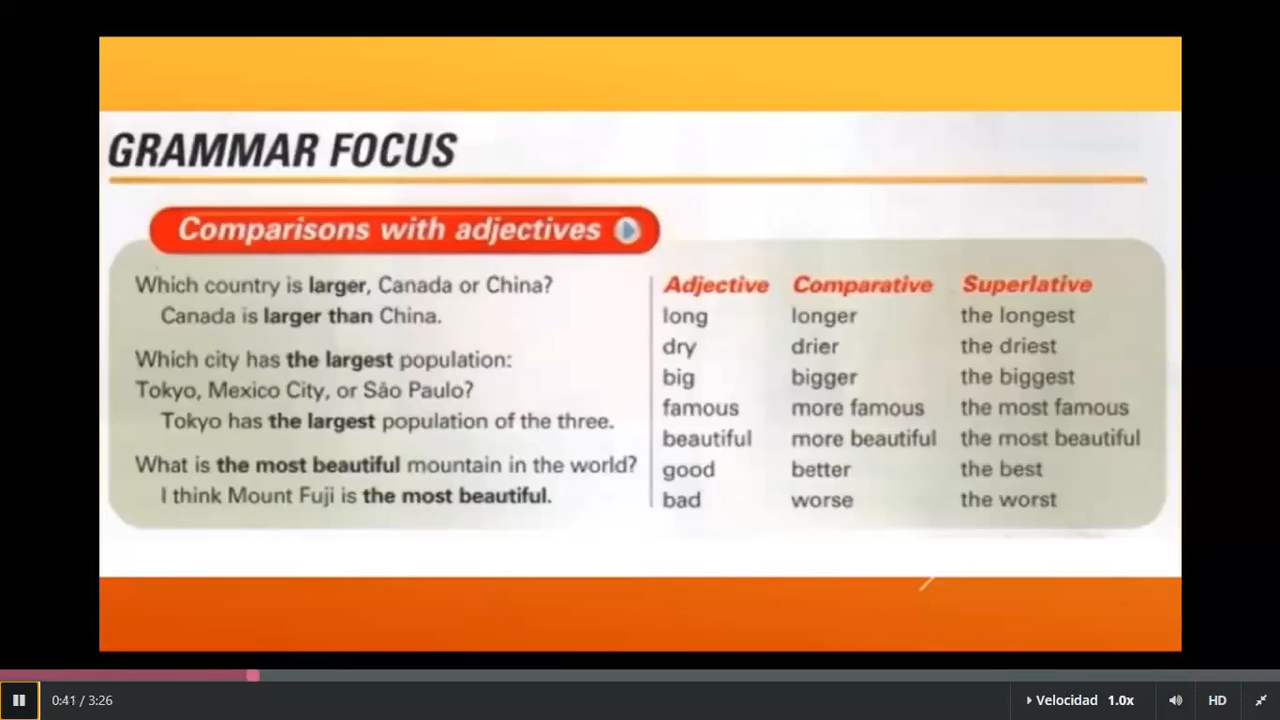 GRAMMAR FOCUS
Comparisons with adjectives
Which country is larger, Canada or China?
Canada is larger than China.
Which city has the largest population:
Tokyo, Mexico City, or São Paulo?
Tokyo has the largest population of the three.
What is the most beautiful mountain in the world?
I think Mount Fuji is the most beautiful.
Adjective Comparative Superlative
long longer the longest
dry drier the driest
big bigger the biggest
famous more famous the most famous
beautiful more beautiful the most beautiful
good better the best
bad worse the worst
0:41 / 3:26
Velocidad 1.0x
HD